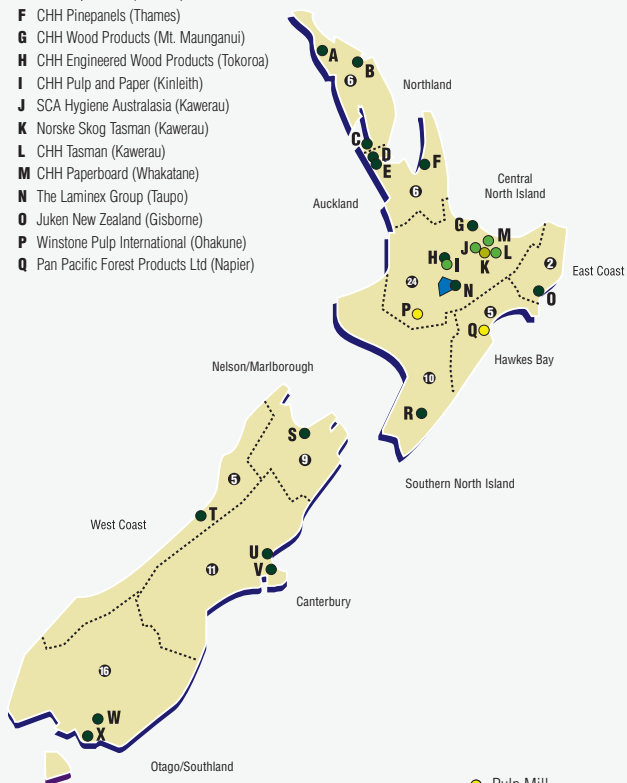 F CHH Pinepanels (Thames)
G CHH Wood Products (Mt. Maunganui)
H CHH Engineered Wood Products (Tokoroa)
I CHH Pulp and Paper (Kinleith)
J SCA Hygiene Australasia (Kawerau)
K Norske Skog Tasman (Kawerau)
L CHH Tasman (Kawerau)
M CHH Paperboard (Whakatane)
N The Laminex Group (Taupo)
O Juken New Zealand (Gisborne)
P Winstone Pulp International (Ohakune)
Q Pan Pacific Forest Products Ltd (Napier)
A
B
6
Northland
C
D
E
F
6
Central
North Island
Auckland
G
M
J
L
K
H
I
2
East Coast
24
N
O
P
5
Q
Hawkes Bay
10
R
Southern North Island
Nelson/Marlborough
S
9
5
West Coast
T
U
11
V
Canterbury
16
W
X
Otago/Southland
Pulp Mill